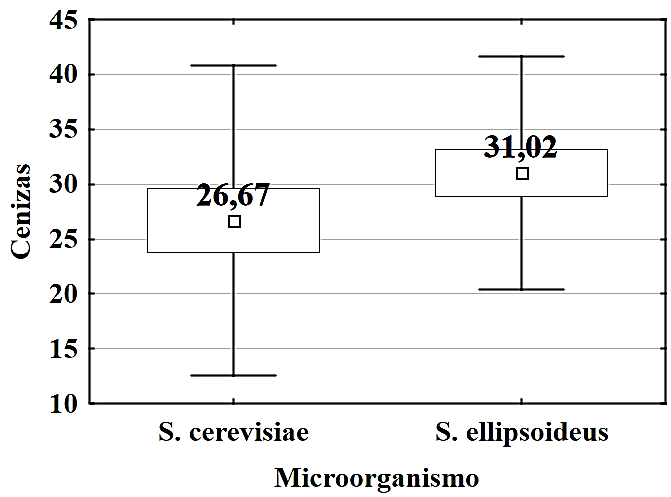 45
40
35
30
25
20
15
10
Cenizas
26,67
31,02
S. cerevisiae
S. ellipsoideus
Microorganismo